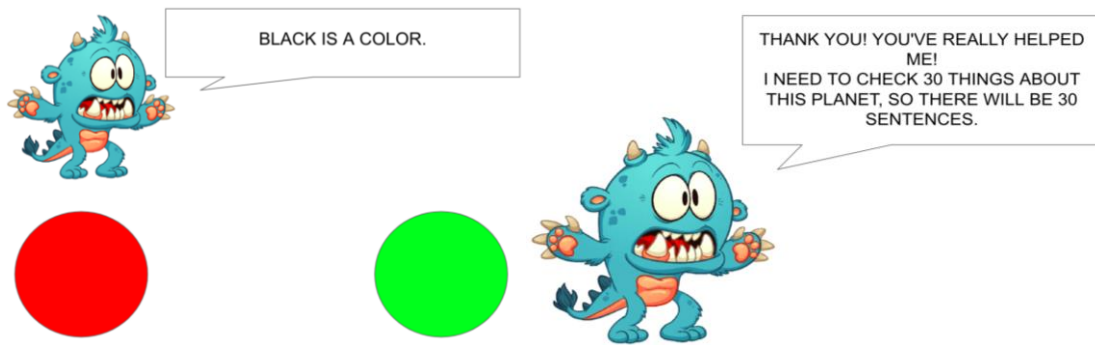 BLACK IS A COLOR.
THANK YOU! YOU'VE REALLY HELPED
ME!
I NEED TO CHECK 30 THINGS ABOUT
THIS PLANET, SO THERE WILL BE 30
SENTENCES.